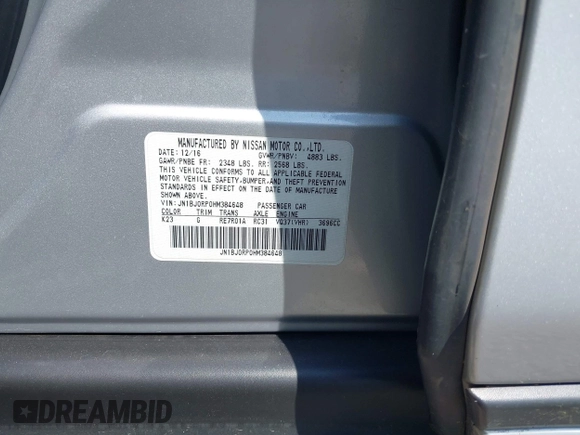 MANUFACTURED BY NISSAN MOTOR CO.,LTD.
DATE: 12/16 GVWR/PNBV: 4883 LBS.
GAWR/PNBE FR: 2348 LBS. RR: 2568 LBS.
THIS VEHICLE CONFORMS TO ALL APPLICABLE FEDERAL
MOTOR VEHICLE SAFETY,BUMPER,AND THEFT PREVENTION
STANDARDS IN EFFECT ON THE DATE OF MANUFACTURE
SHOWN ABOVE.
VIN: JN1BJ0RP0HM384648 PASSENGER CAR
COLOR TRIM TRANS AXLE ENGINE
K23 G RE7R01A RC31 VQ37(VHR) 3696CC
JN1BJ0RP0HM384648
DREAMBID